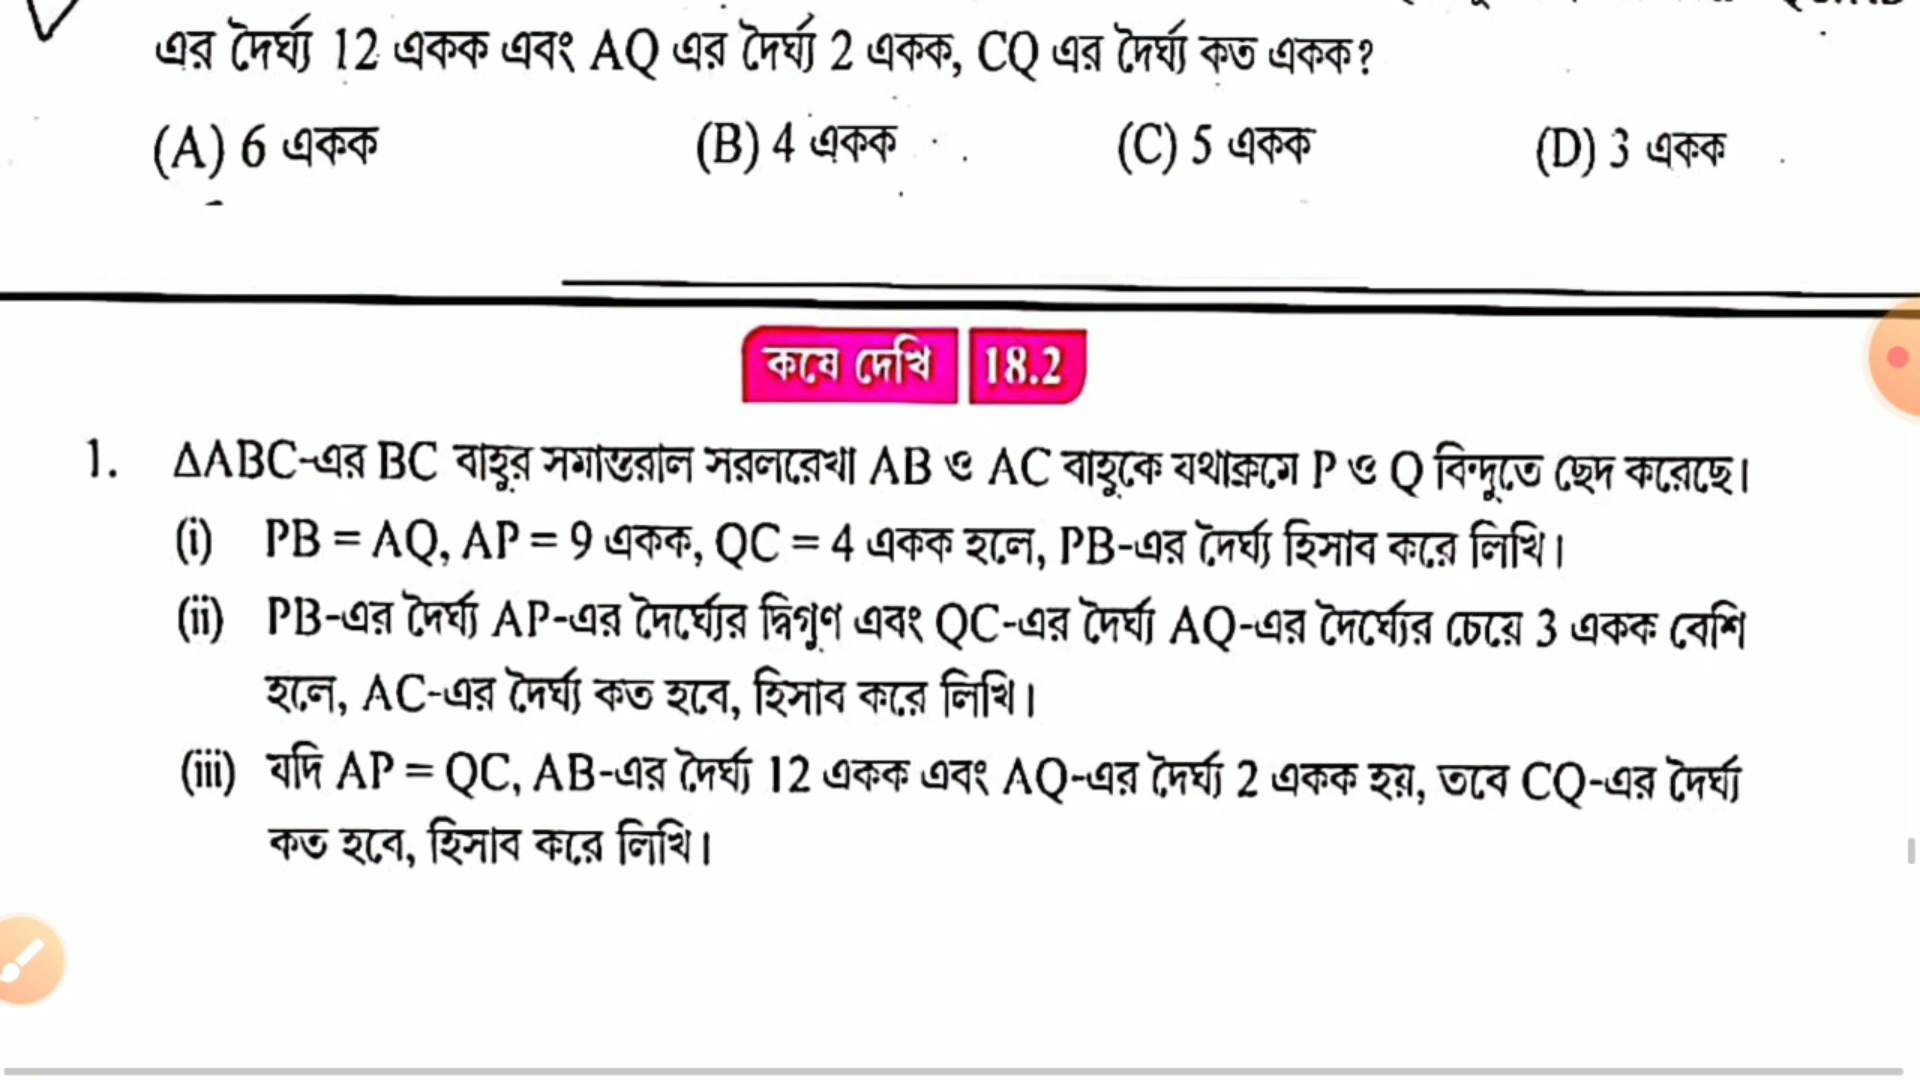 এর দৈর্ঘ্য 12 একক এবং AQ এর দৈর্ঘ্য 2 একক, CQ এর দৈর্ঘ্য কত একক?
(A) 6 একক (B) 4 একক (C) 5 একক (D) 3 একক
কষে দেখি 18.2
1. ΔABC-এর BC বাহুর সমান্তরাল সরলরেখা AB ও AC বাহুকে যথাক্রমে P ও Q বিন্দুতে ছেদ করেছে।
(i) PB = AQ, AP = 9 একক, QC = 4 একক হলে, PB-এর দৈর্ঘ্য হিসাব করে লিখি।
(ii) PB-এর দৈর্ঘ্য AP-এর দৈর্ঘ্যের দ্বিগুণ এবং QC-এর দৈর্ঘ্য AQ-এর দৈর্ঘ্যের চেয়ে 3 একক বেশি
হলে, AC-এর দৈর্ঘ্য কত হবে, হিসাব করে লিখি।
(iii) যদি AP = QC, AB-এর দৈর্ঘ্য 12 একক এবং AQ-এর দৈর্ঘ্য 2 একক হয়, তবে CQ-এর দৈর্ঘ্য
কত হবে, হিসাব করে লিখি।